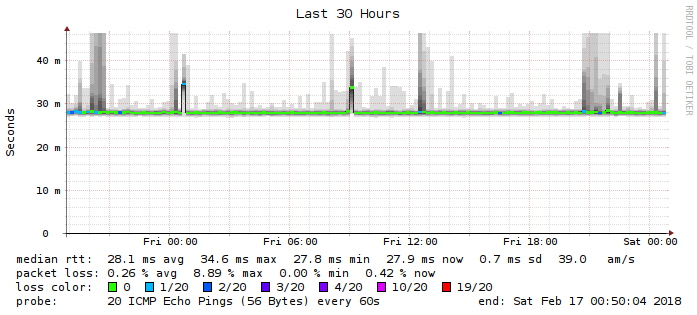 Last 30 Hours
RRDTOOL / TOBI OETIKER
Seconds
40 m
30 m
20 m
10 m
0
Fri 00:00 Fri 06:00 Fri 12:00 Fri 18:00 Sat 00:00
median rtt: 28.1 ms avg 34.6 ms max 27.8 ms min 27.9 ms now 0.7 ms sd 39.0 am/s
packet loss: 0.26 % avg 8.89 % max 0.00 % min 0.42 % now
loss color: 0 1/20 2/20 3/20 4/20 10/20 19/20
probe: 20 ICMP Echo Pings (56 Bytes) every 60s end: Sat Feb 17 00:50:04 2018